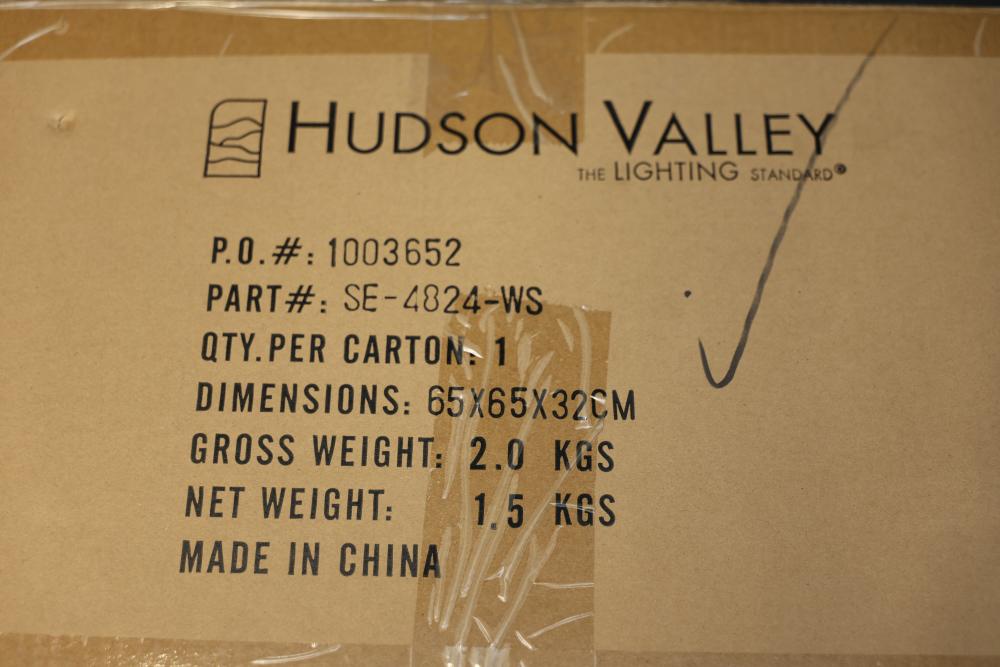 HUDSON VALLEY
THE LIGHTING STANDARD®
P.O.#: 1003652
PART#: SE-4824-WS
QTY.PER CARTON: 1
DIMENSIONS: 65X65X32CM
GROSS WEIGHT: 2.0 KGS
NET WEIGHT: 1.5 KGS
MADE IN CHINA